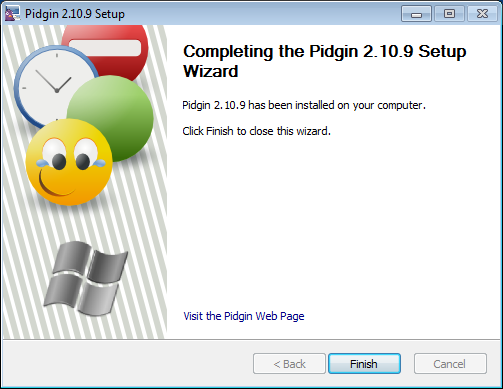 Pidgin 2.10.9 Setup
Completing the Pidgin 2.10.9 Setup
Wizard
Pidgin 2.10.9 has been installed on your computer.
Click Finish to close this wizard.
Visit the Pidgin Web Page
< Back
Finish
Cancel